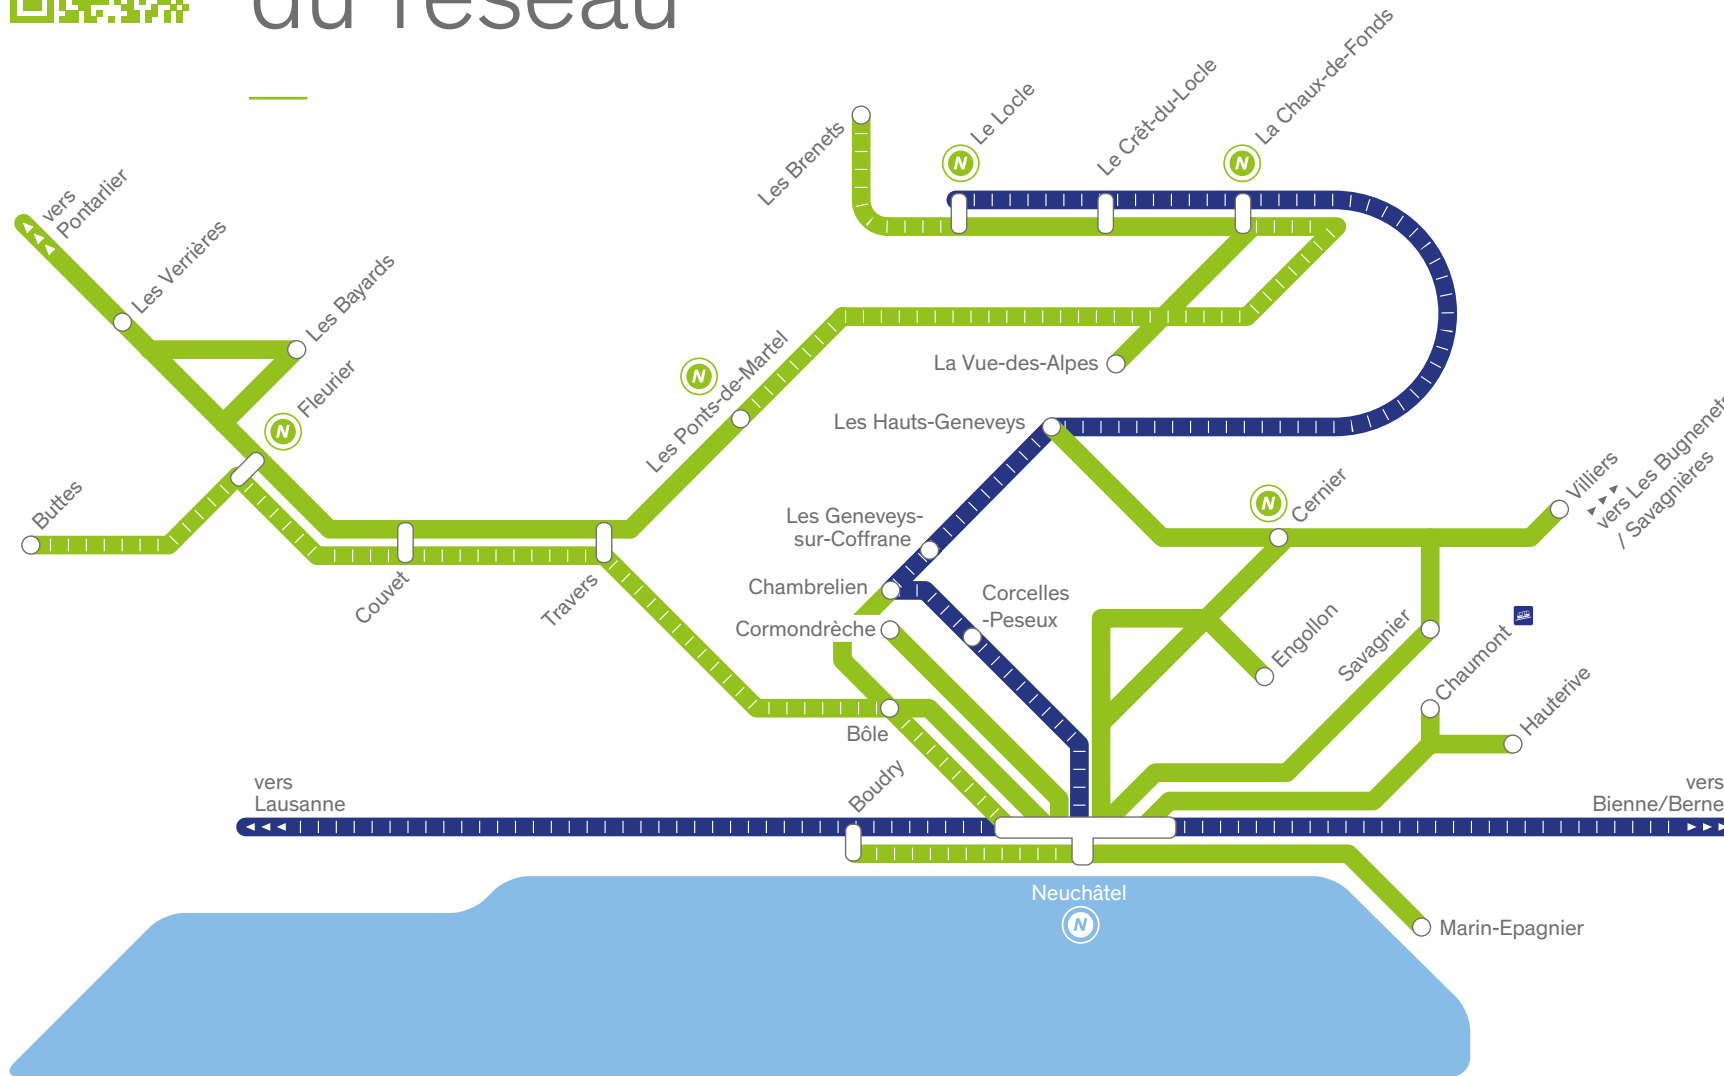 du réseau
Le Locle
Le Crêt-du-Locle
La Chaux-de-Fonds
Les Brenets
N
N
vers
Pontarlier
Les Verrières
Les Bayards
Fleurier
N
Les Ponts-de-Martel
N
La Vue-des-Alpes
Les Hauts-Geneveys
Buttes
Couvet
Travers
Les Geneveys-
sur-Coffrane
Chambrelien
Cormondrèche
Corcelles
-Peseux
Cernier
N
Villiers
vers Les Bugnenets
/ Savagnières
Engollon
Savagnier
Chaumont
Hauterive
Bôle
Boudry
vers
Lausanne
vers
Bienne/Berne
Neuchâtel
N
Marin-Epagnier